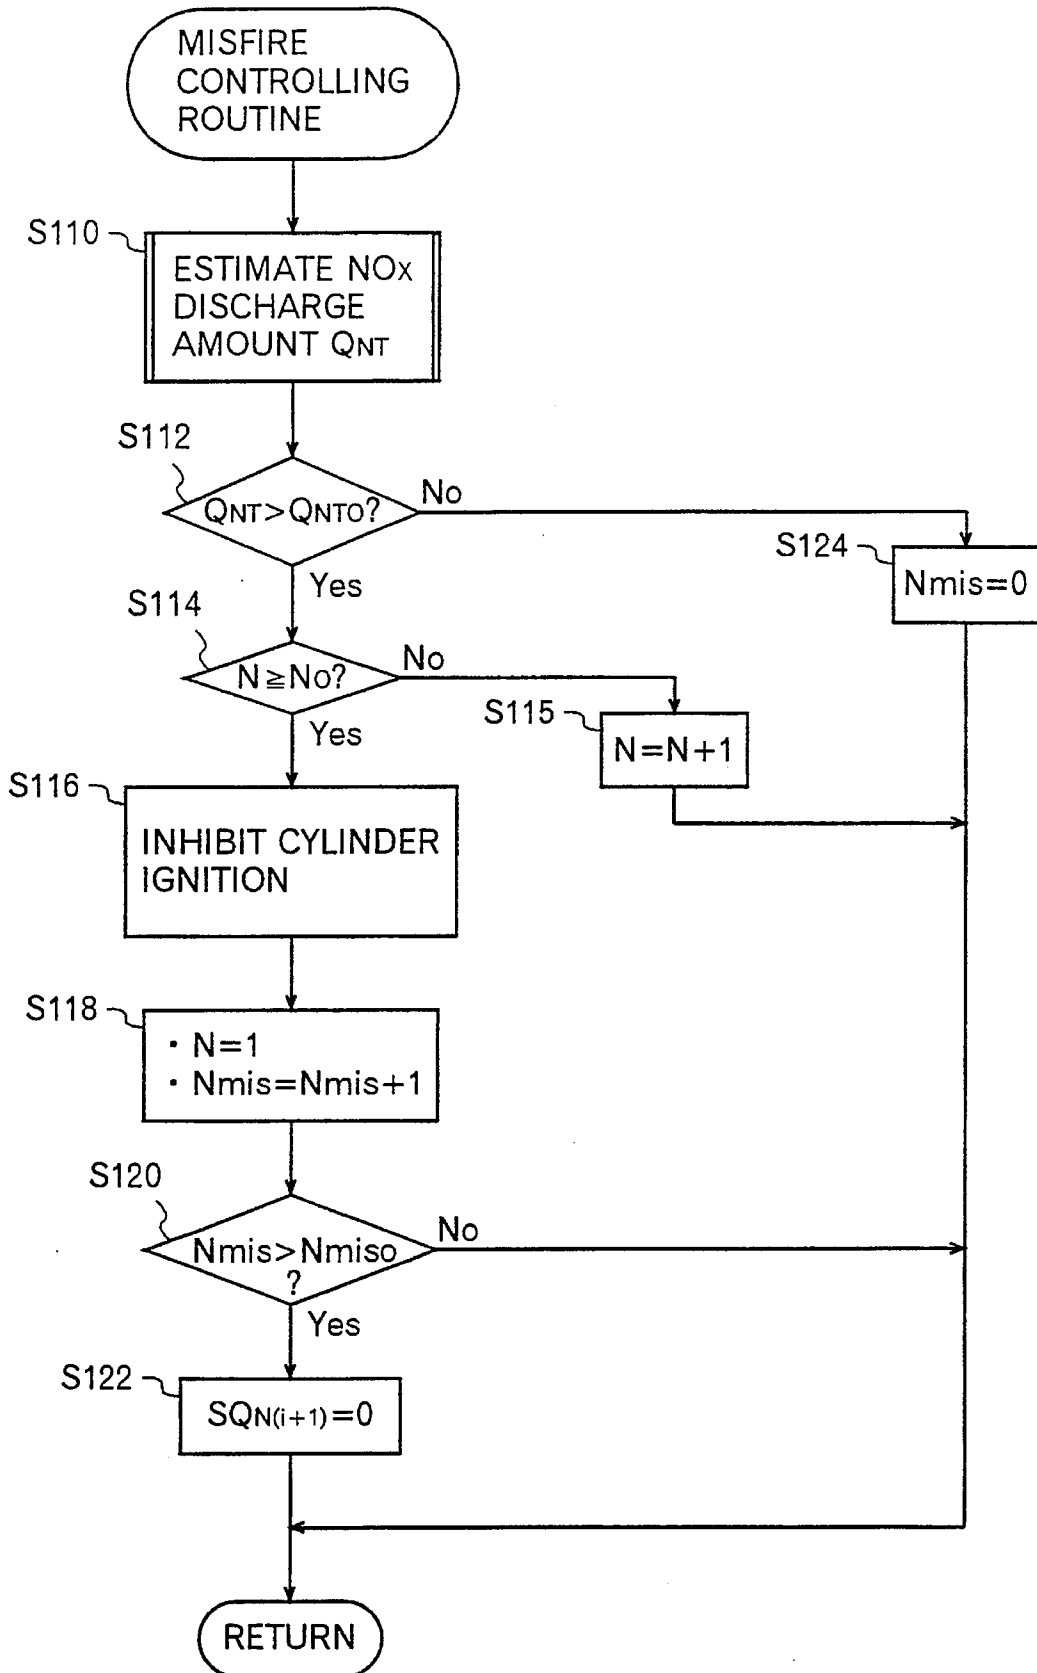 MISFIRE
CONTROLLING
ROUTINE
S110
ESTIMATE NOx
DISCHARGE
AMOUNT QNT
S112
QNT>QNTO?
No
Yes
S124
Nmis=0
S114
N≧No?
No
Yes
S115
N=N+1
S116
INHIBIT CYLINDER
IGNITION
S118
・N=1
・Nmis=Nmis+1
S120
Nmis>Nmiso
?
No
Yes
S122
SQN(i+1)=0
RETURN